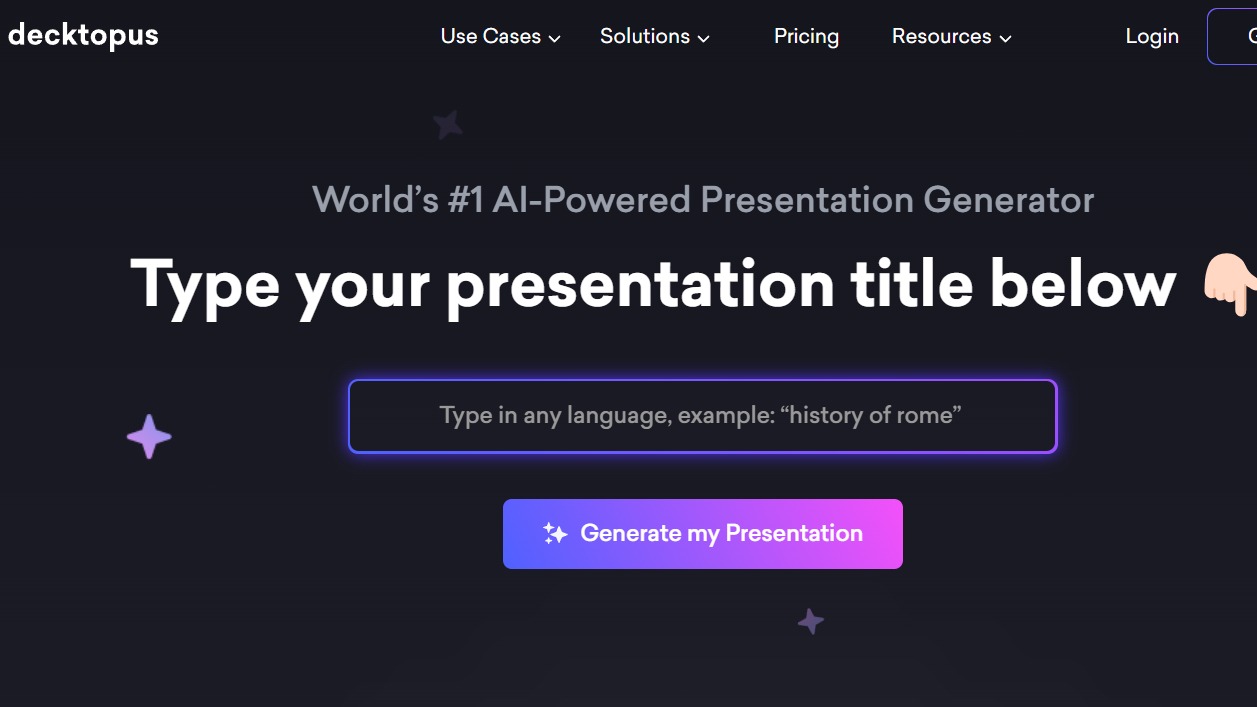 decktopus Use Cases Solutions Pricing Resources Login
World's #1 AI-Powered Presentation Generator
Type your presentation title below
Type in any language, example: “history of rome”
Generate my Presentation